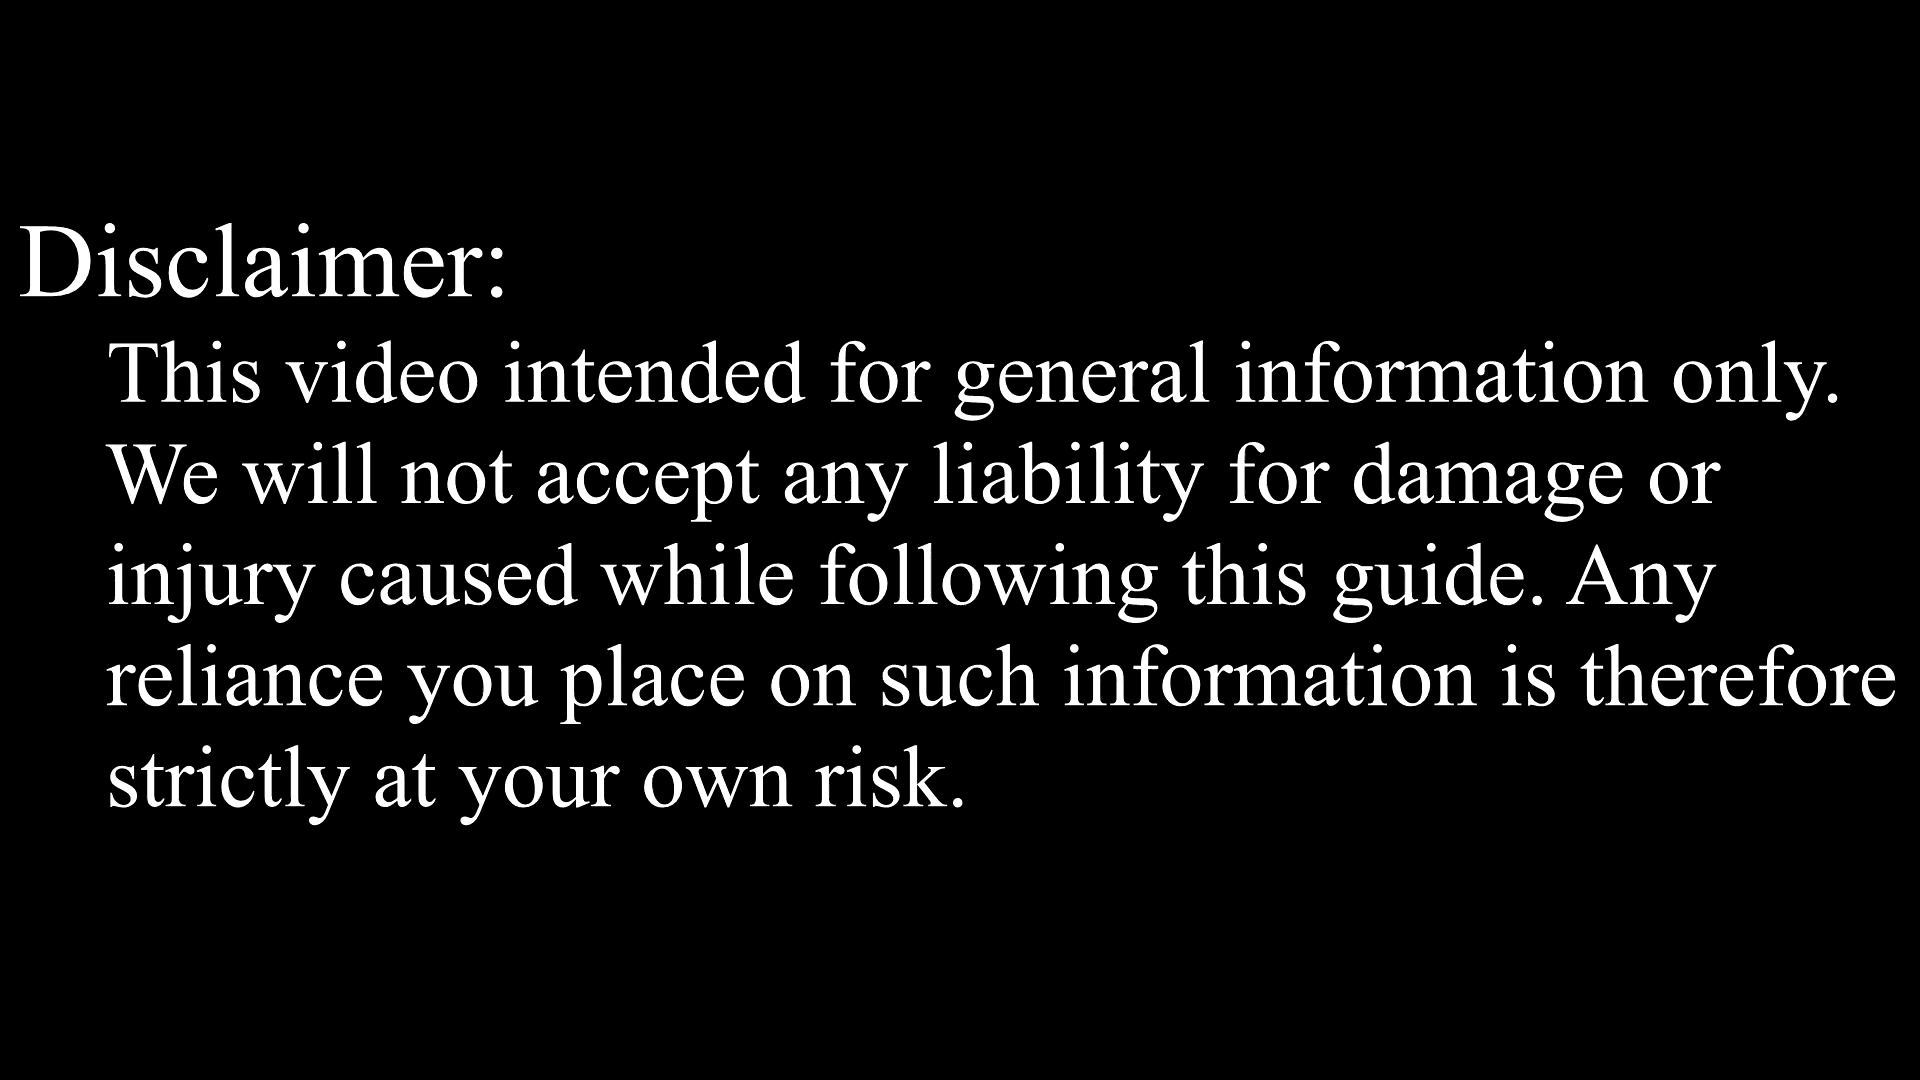 Disclaimer:
This video intended for general information only.
We will not accept any liability for damage or
injury caused while following this guide. Any
reliance you place on such information is therefore
strictly at your own risk.